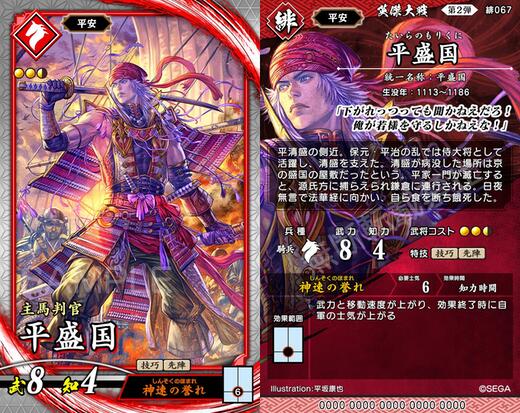 平安
主馬判官
平盛国
技巧 先陣
武8 知4
しんそくのほまれ
神速の誉れ
6
緋
平安
英傑大戦
第2弾
緋067
たいらのもりくに
平盛国
統一名称：平盛国
生没年：1113～1186
「下がれっつっても聞かねえだろ！
俺が若様を守るしかねえな！」
平清盛の側近。保元・平治の乱では侍大将として
活躍し、清盛を支えた。清盛が病没した場所は京
の盛国の屋敷だったという。平家一門が滅亡する
と、源氏方に捕らえられ鎌倉に連行される。日夜
無言で法華経に向かい、自ら食を断ち餓死した。
兵種 武力 知力 武将コスト
騎兵 8 4 特技 技巧 先陣
しんそくのほまれ 必要士気 効果時間
神速の誉れ 6 知力時間
効果範囲
武力と移動速度が上がり、効果終了時に自
軍の士気が上がる
Illustration:平坂康也
©SEGA
0000-0000-0000-0000-0000